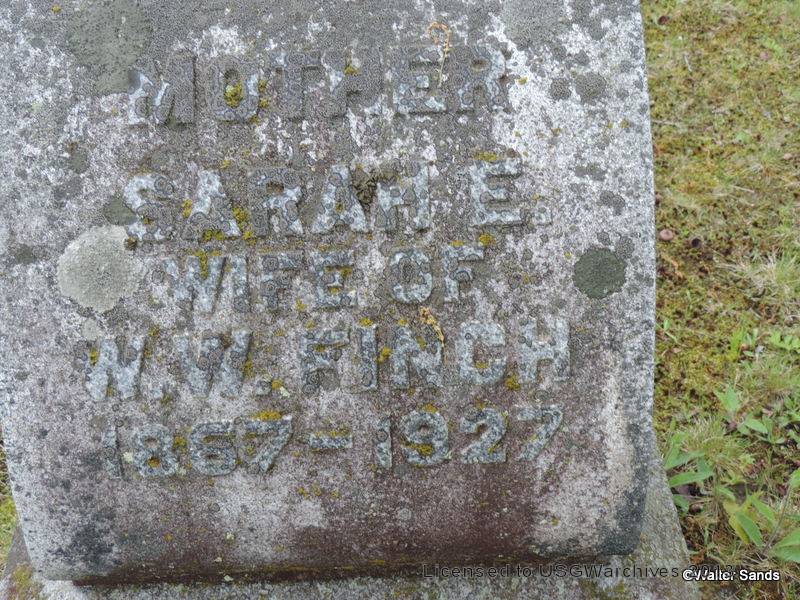 MOTHER
SARAH E.
WIFE OF
W.W. FINCH
1867-1927
Licensed to USGWarchives
©Walter Sands